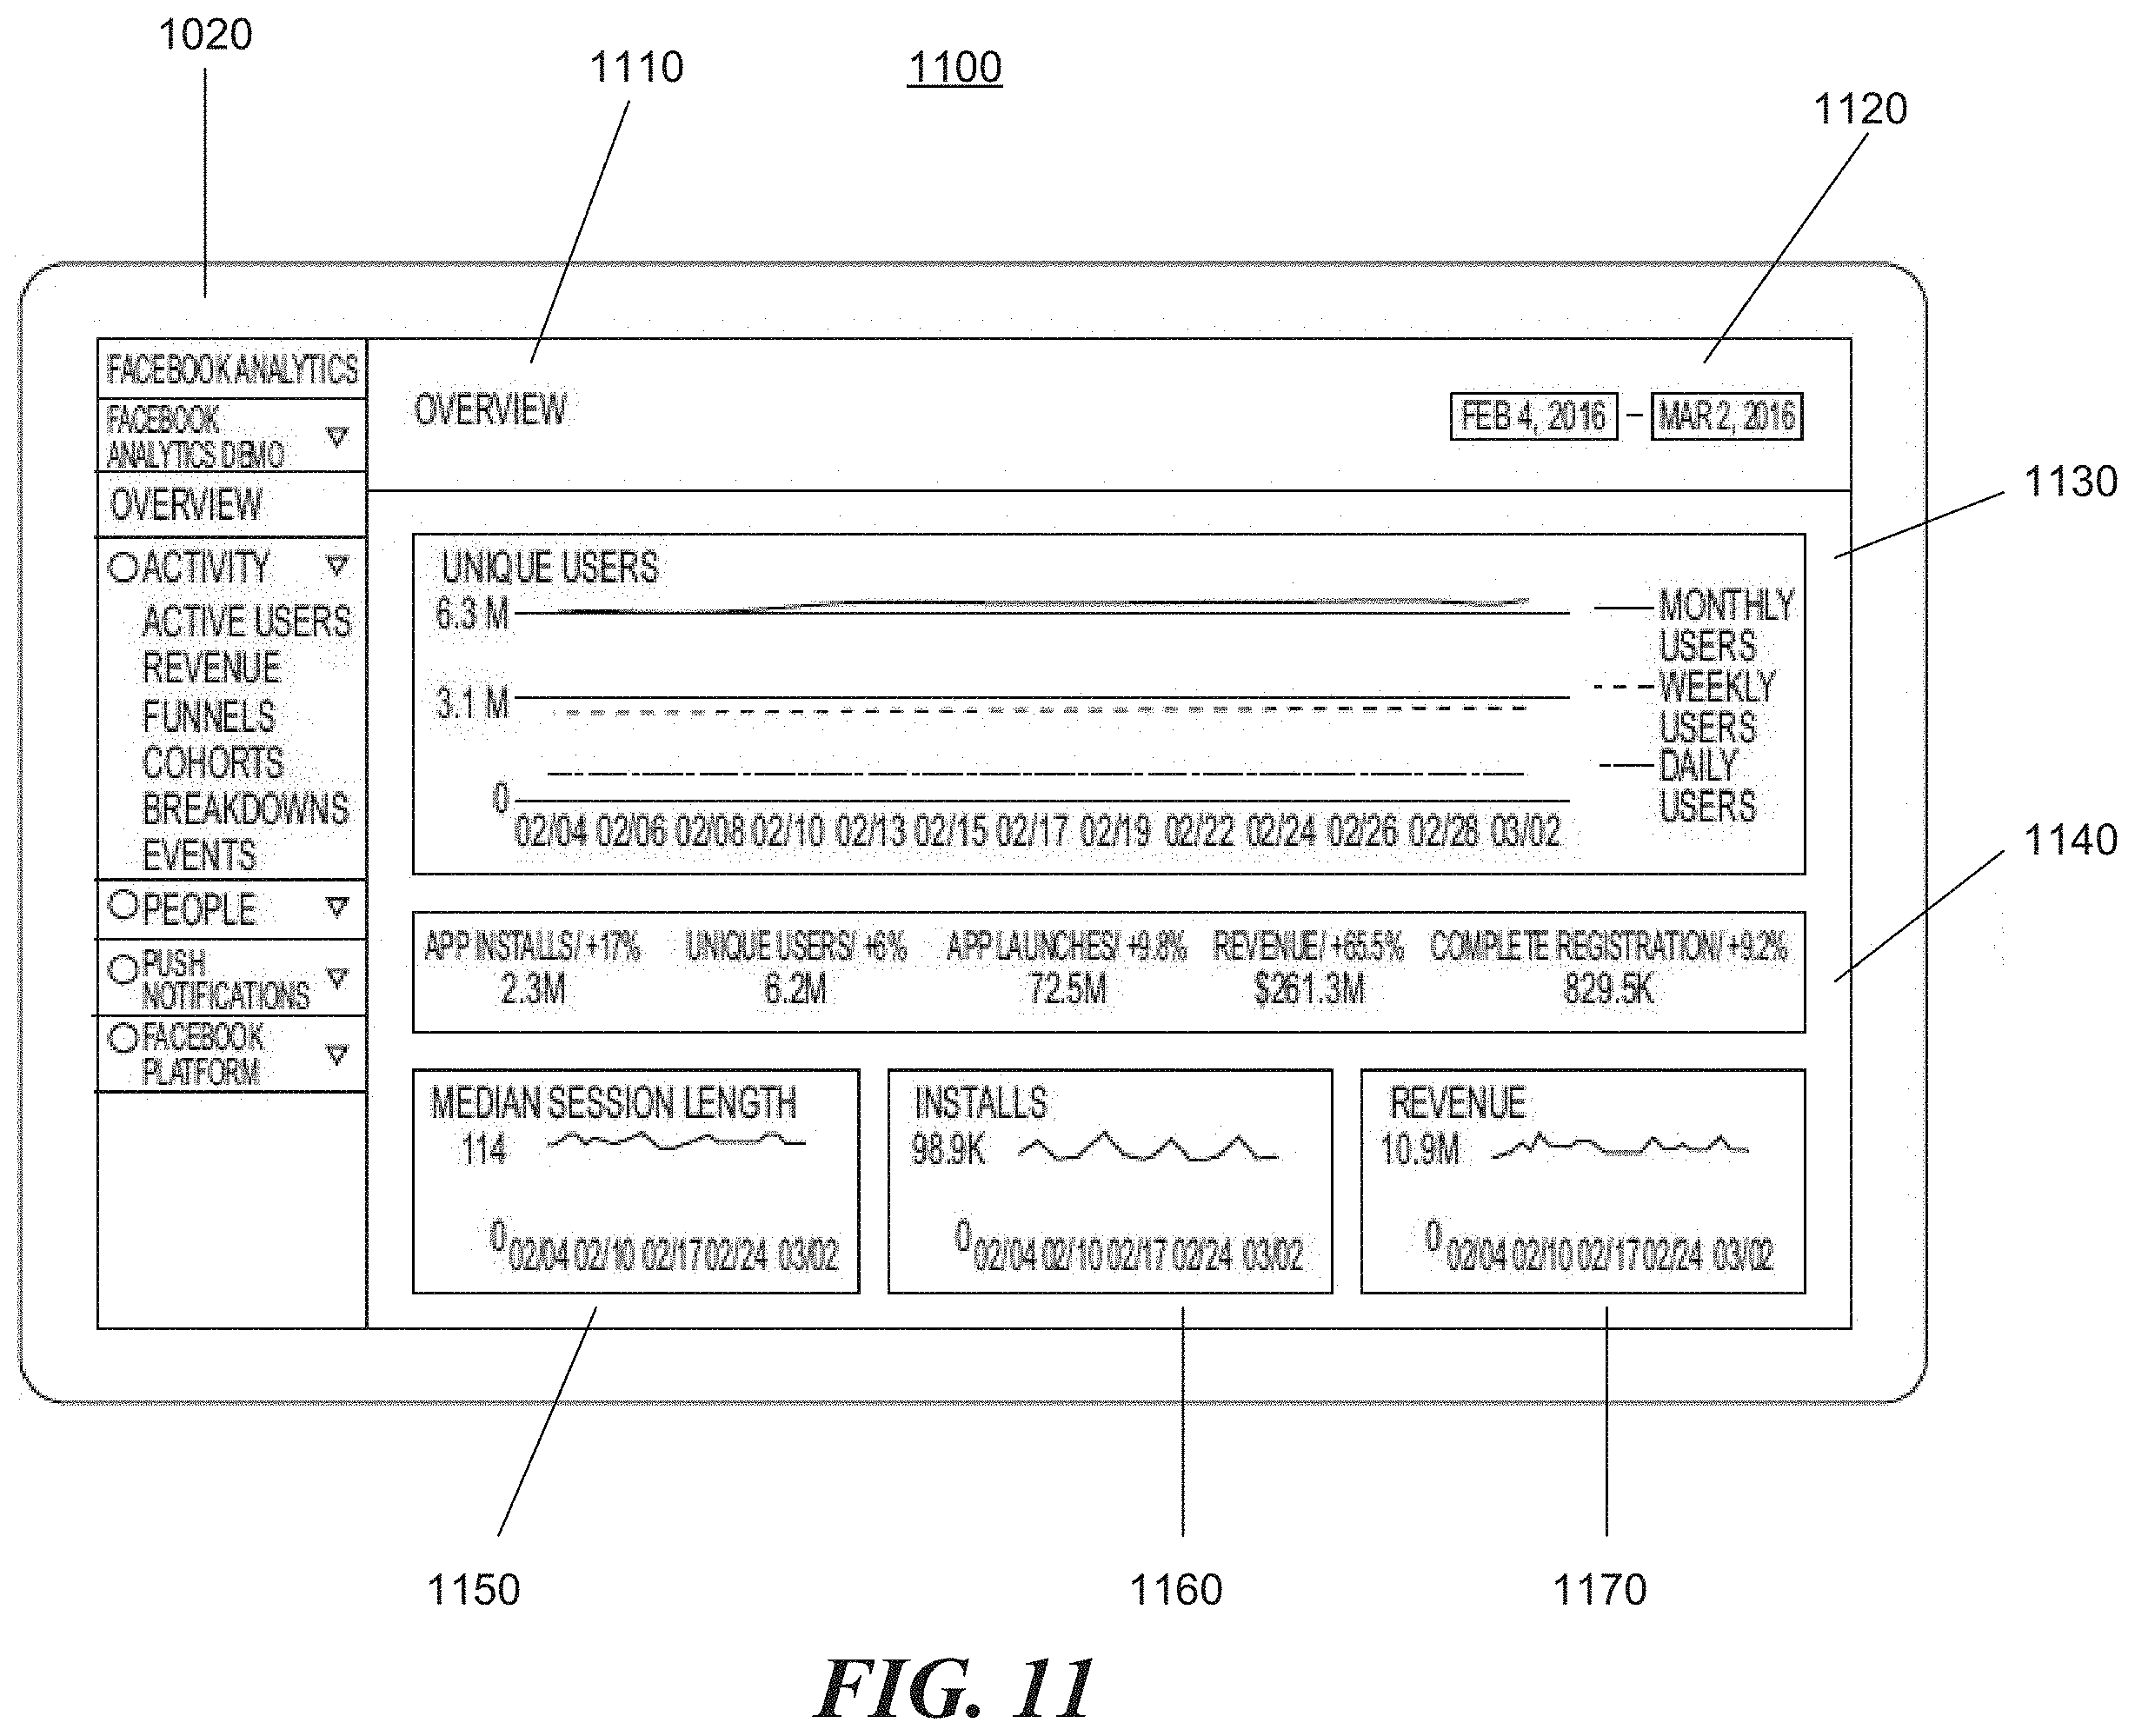 1020
1110
1100
1120
FACEBOOK ANALYTICS
FACEBOOK
ANALYTICS DEMO
OVERVIEW
ACTIVITY
ACTIVE USERS
REVENUE
FUNNELS
COHORTS
BREAKDOWNS
EVENTS
PEOPLE
PUSH
NOTIFICATIONS
FACEBOOK
PLATFORM
OVERVIEW
FEB 4, 2016 – MAR 2, 2016
1130
UNIQUE USERS
6.3 M
3.1 M
0
02/04 02/06 02/08 02/10 02/13 02/15 02/17 02/19 02/22 02/24 02/26 02/28 03/02
MONTHLY
USERS
WEEKLY
USERS
DAILY
USERS
1140
APP INSTALLS/ +17% UNIQUE USERS/ +6% APP LAUNCHES/ +9.8% REVENUE/ +65.5% COMPLETE REGISTRATION/ +9.2%
2.3M 6.2M 72.5M $261.3M 829.5K
MEDIAN SESSION LENGTH
114
0
02/04 02/10 02/17 02/24 03/02
INSTALLS
98.9K
0
02/04 02/10 02/17 02/24 03/02
REVENUE
10.9M
0
02/04 02/10 02/17 02/24 03/02
1150
1160
1170
FIG. 11